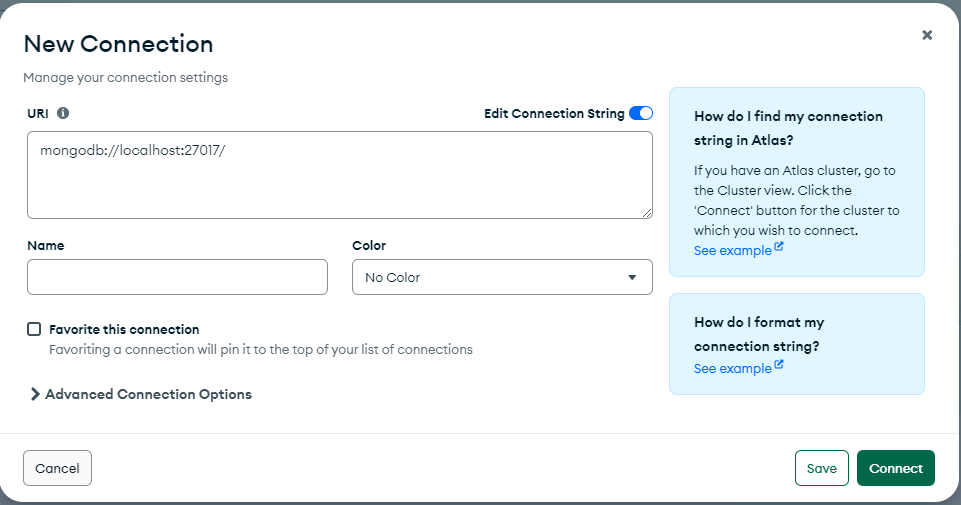 New Connection
Manage your connection settings
URI
Edit Connection String
mongodb://localhost:27017/
Name
Color
No Color
Favorite this connection
Favoriting a connection will pin it to the top of your list of connections
Advanced Connection Options
How do I find my connection
string in Atlas?
If you have an Atlas cluster, go to
the Cluster view. Click the
'Connect' button for the cluster to
which you wish to connect.
See example
How do I format my
connection string?
See example
Cancel
Save
Connect